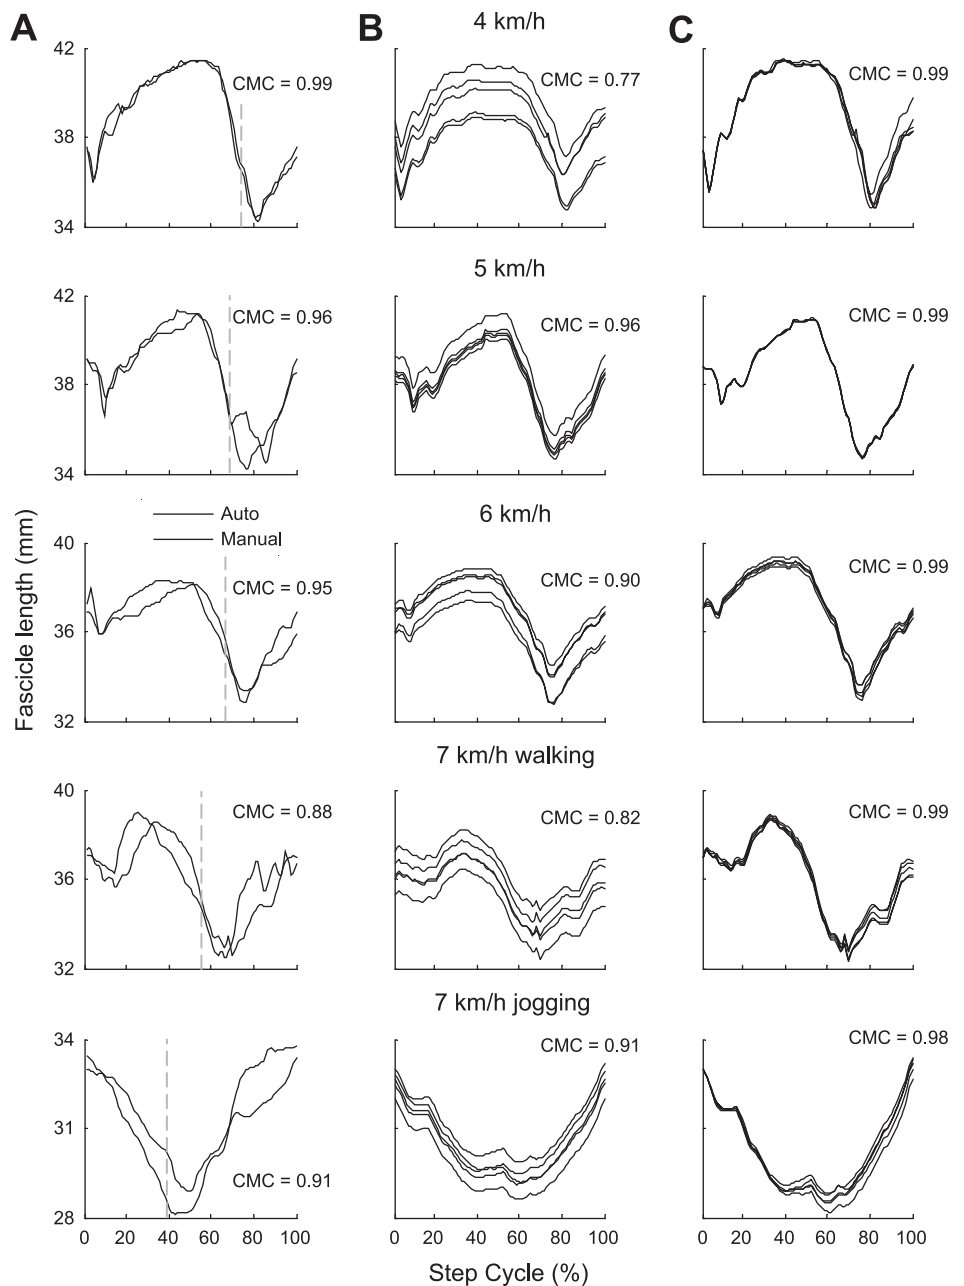 A B 4 km/h C
42
CMC = 0.99 CMC = 0.77 CMC = 0.99
38
34
5 km/h
42
CMC = 0.96 CMC = 0.96 CMC = 0.99
38
34
6 km/h
Auto
Manual
40
CMC = 0.95 CMC = 0.90 CMC = 0.99
36
32
Fascicle length (mm)
7 km/h walking
40
CMC = 0.88 CMC = 0.82 CMC = 0.99
36
32
7 km/h jogging
34
CMC = 0.91 CMC = 0.98
31
CMC = 0.91
28
0 20 40 60 80 100 0 20 40 60 80 100 0 20 40 60 80 100
Step Cycle (%)